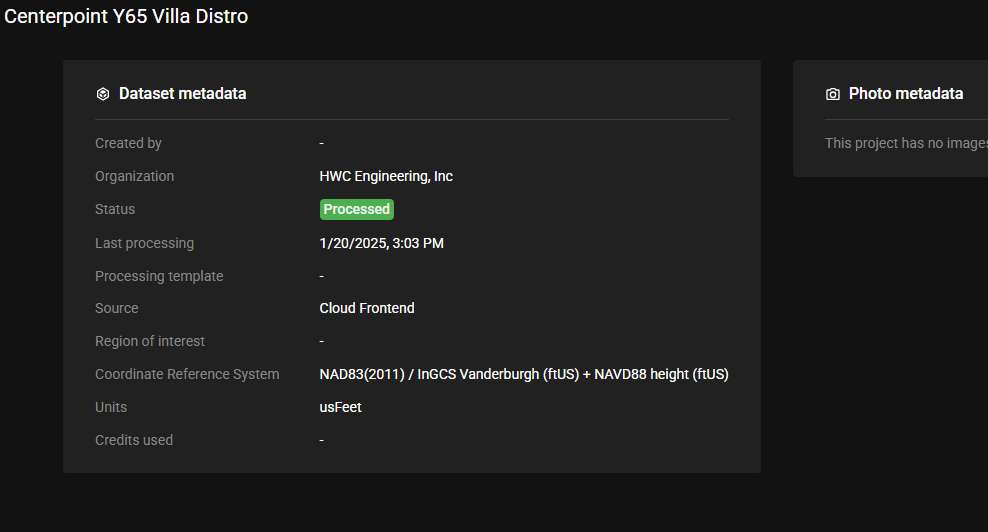 Centerpoint Y65 Villa Distro
Dataset metadata
Created by -
Organization HWC Engineering, Inc
Status Processed
Last processing 1/20/2025, 3:03 PM
Processing template -
Source Cloud Frontend
Region of interest -
Coordinate Reference System NAD83(2011) / InGCS Vanderburgh (ftUS) + NAVD88 height (ftUS)
Units usFeet
Credits used -
Photo metadata
This project has no images